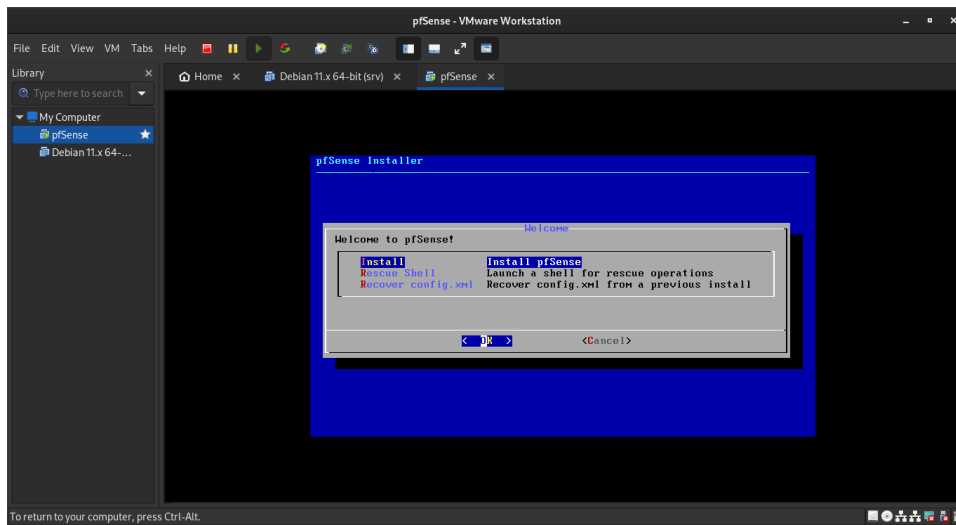 pfSense - VMware Workstation
File Edit View VM Tabs Help
Library
Home
Debian 11.x 64-bit (srv)
pfSense
Type here to search
My Computer
pfSense
Debian 11.x 64-...
pfSense Installer
Welcome
Welcome to pfSense!
Install Install pfSense
Rescue Shell Launch a shell for rescue operations
Recover config.xml Recover config.xml from a previous install
< OK > <Cancel>
To return to your computer, press Ctrl-Alt.